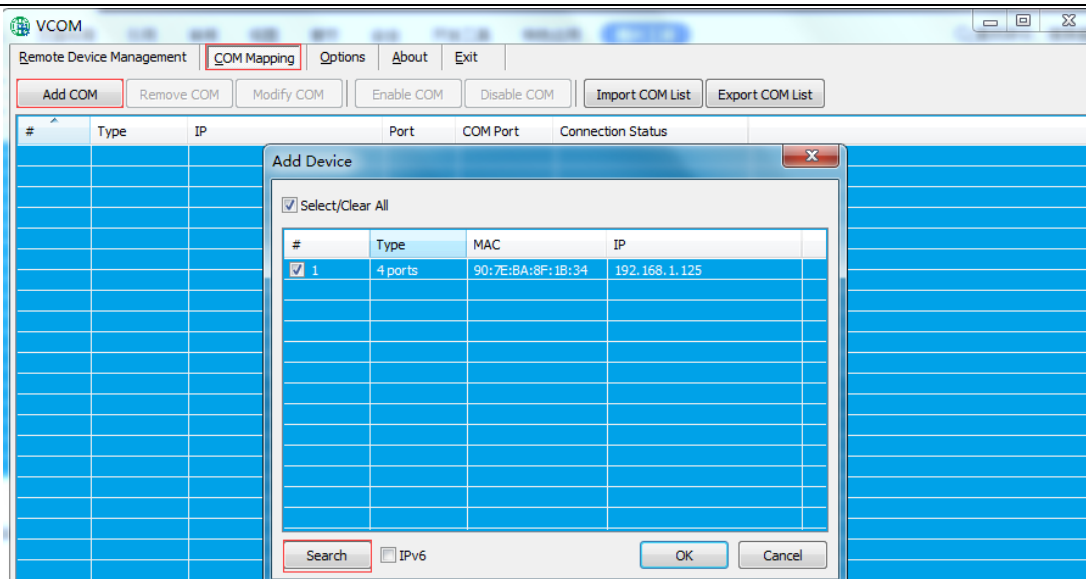 VCOM
Remote Device Management COM Mapping Options About Exit
Add COM Remove COM Modify COM Enable COM Disable COM Import COM List Export COM List
# Type IP Port COM Port Connection Status
Add Device
Select/Clear All
# Type MAC IP
1 4 ports 90:7E:BA:8F:1B:34 192.168.1.125
Search IPv6 OK Cancel